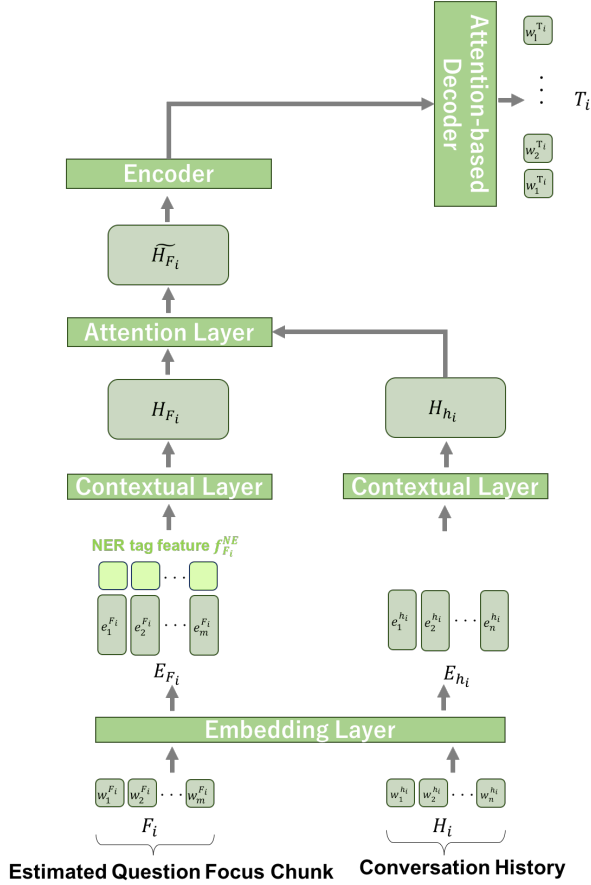 w_l^{T_i}
Attention-based
Decoder
T_i
w_2^{T_i}
w_1^{T_i}
Encoder
\widetilde{H_{F_i}}
Attention Layer
H_{F_i}
H_{h_i}
Contextual Layer
Contextual Layer
NER tag feature f_{F_i}^{NE}
e_1^{F_i} e_2^{F_i} ··· e_m^{F_i}
e_1^{h_i} e_2^{h_i} ··· e_n^{h_i}
E_{F_i}
E_{h_i}
Embedding Layer
w_1^{F_i} w_2^{F_i} ··· w_m^{F_i}
w_1^{h_i} w_2^{h_i} ··· w_n^{h_i}
F_i
H_i
Estimated Question Focus Chunk
Conversation History